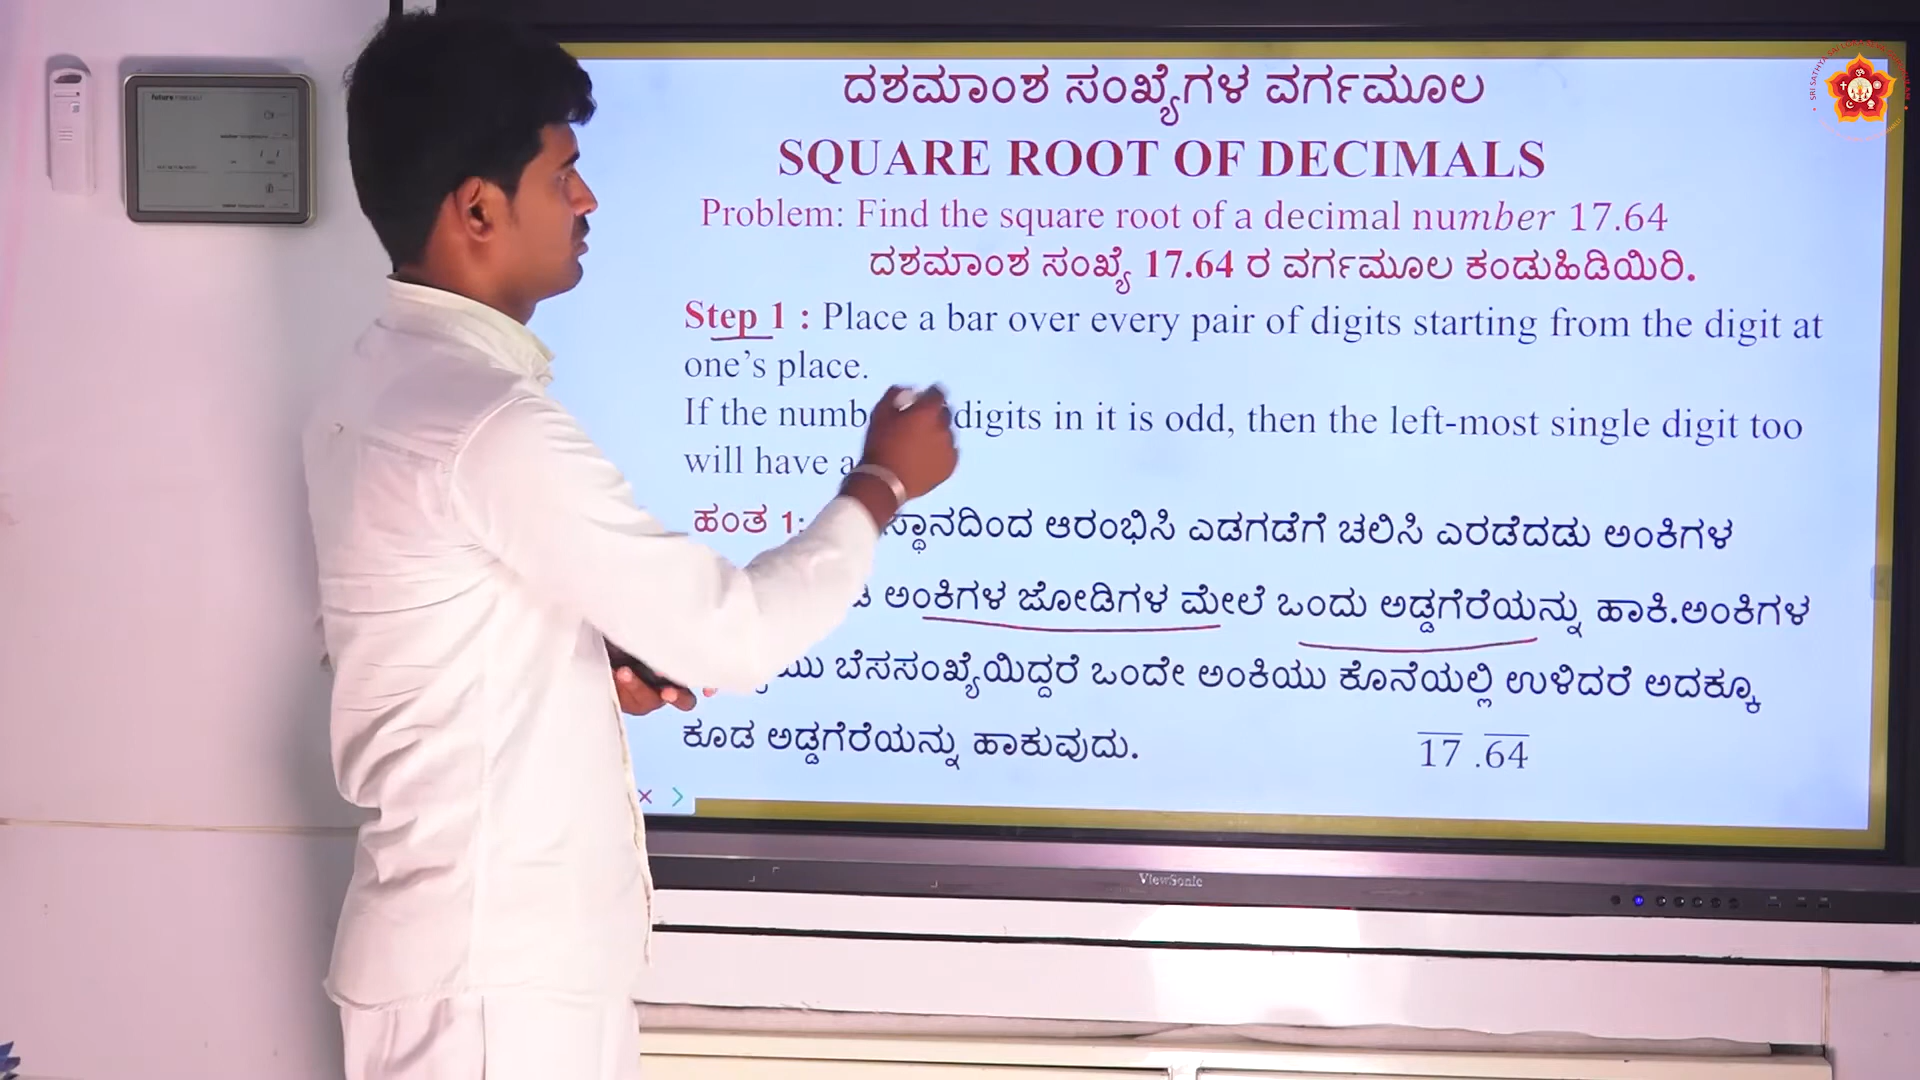 ದಶಮಾಂಶ ಸಂಖ್ಯೆಗಳ ವರ್ಗಮೂಲ
SQUARE ROOT OF DECIMALS
Problem: Find the square root of a decimal number 17.64
ದಶಮಾಂಶ ಸಂಖ್ಯೆ 17.64 ರ ವರ್ಗಮೂಲ ಕಂಡುಹಿಡಿಯಿರಿ.
Step 1 : Place a bar over every pair of digits starting from the digit at
one's place.
If the digits in it is odd, then the left-most single digit too
will have a
ಹಂತ 1: ಸ್ಥಾನದಿಂದ ಆರಂಭಿಸಿ ಎಡಗಡೆಗೆ ಚಲಿಸಿ ಎರಡೆದಡು ಅಂಕಿಗಳ
ಅಂಕಿಗಳ ಜೋಡಿಗಳ ಮೇಲೆ ಒಂದು ಅಡ್ಡಗೆರೆಯನ್ನು ಹಾಕಿ.ಅಂಕಿಗಳ
ಬೆಸಸಂಖ್ಯೆಯಿದ್ದರೆ ಒಂದೇ ಅಂಕಿಯು ಕೊನೆಯಲ್ಲಿ ಉಳಿದರೆ ಅದಕ್ಕೂ
ಕೂಡ ಅಡ್ಡಗೆರೆಯನ್ನು ಹಾಕುವುದು.
17 .64
ViewSonic